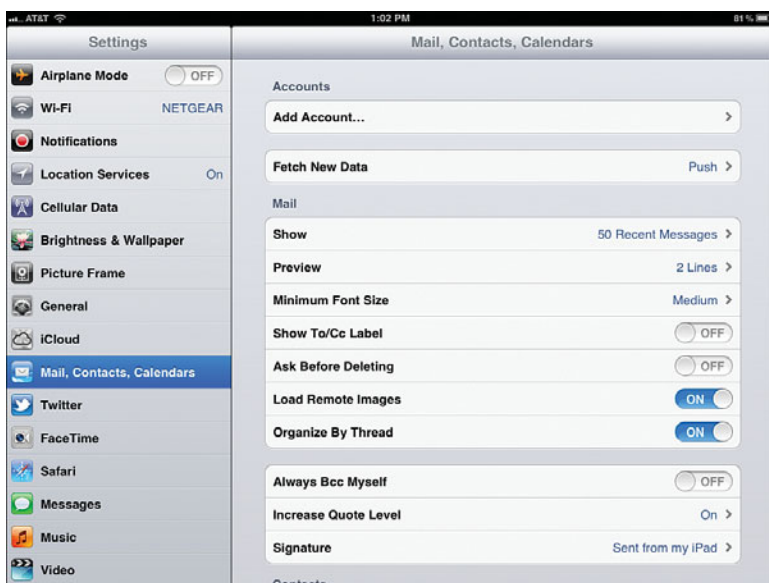 AT&T 1:02 PM 81%
Settings
Airplane Mode OFF
Wi-Fi NETGEAR
Notifications
Location Services On
Cellular Data
Brightness & Wallpaper
Picture Frame
General
iCloud
Mail, Contacts, Calendars
Twitter
FaceTime
Safari
Messages
Music
Video
Mail, Contacts, Calendars
Accounts
Add Account...
Fetch New Data Push
Mail
Show 50 Recent Messages
Preview 2 Lines
Minimum Font Size Medium
Show To/Cc Label OFF
Ask Before Deleting OFF
Load Remote Images ON
Organize By Thread ON
Always Bcc Myself OFF
Increase Quote Level On
Signature Sent from my iPad
Contacts